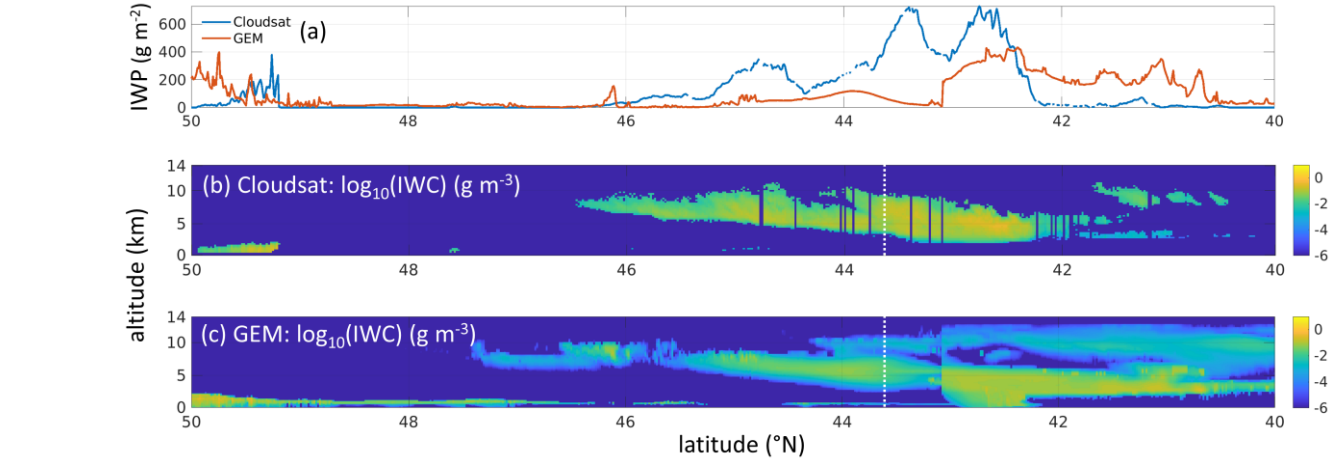 600
400
200
0
IWP (g m⁻²)
Cloudsat
GEM
(a)
50 48 46 44 42 40
14
10
5
0
(b) Cloudsat: log₁₀(IWC) (g m⁻³)
0
-2
-4
-6
50 48 46 44 42 40
altitude (km)
14
10
5
0
(c) GEM: log₁₀(IWC) (g m⁻³)
0
-2
-4
-6
50 48 46 44 42 40
latitude (°N)